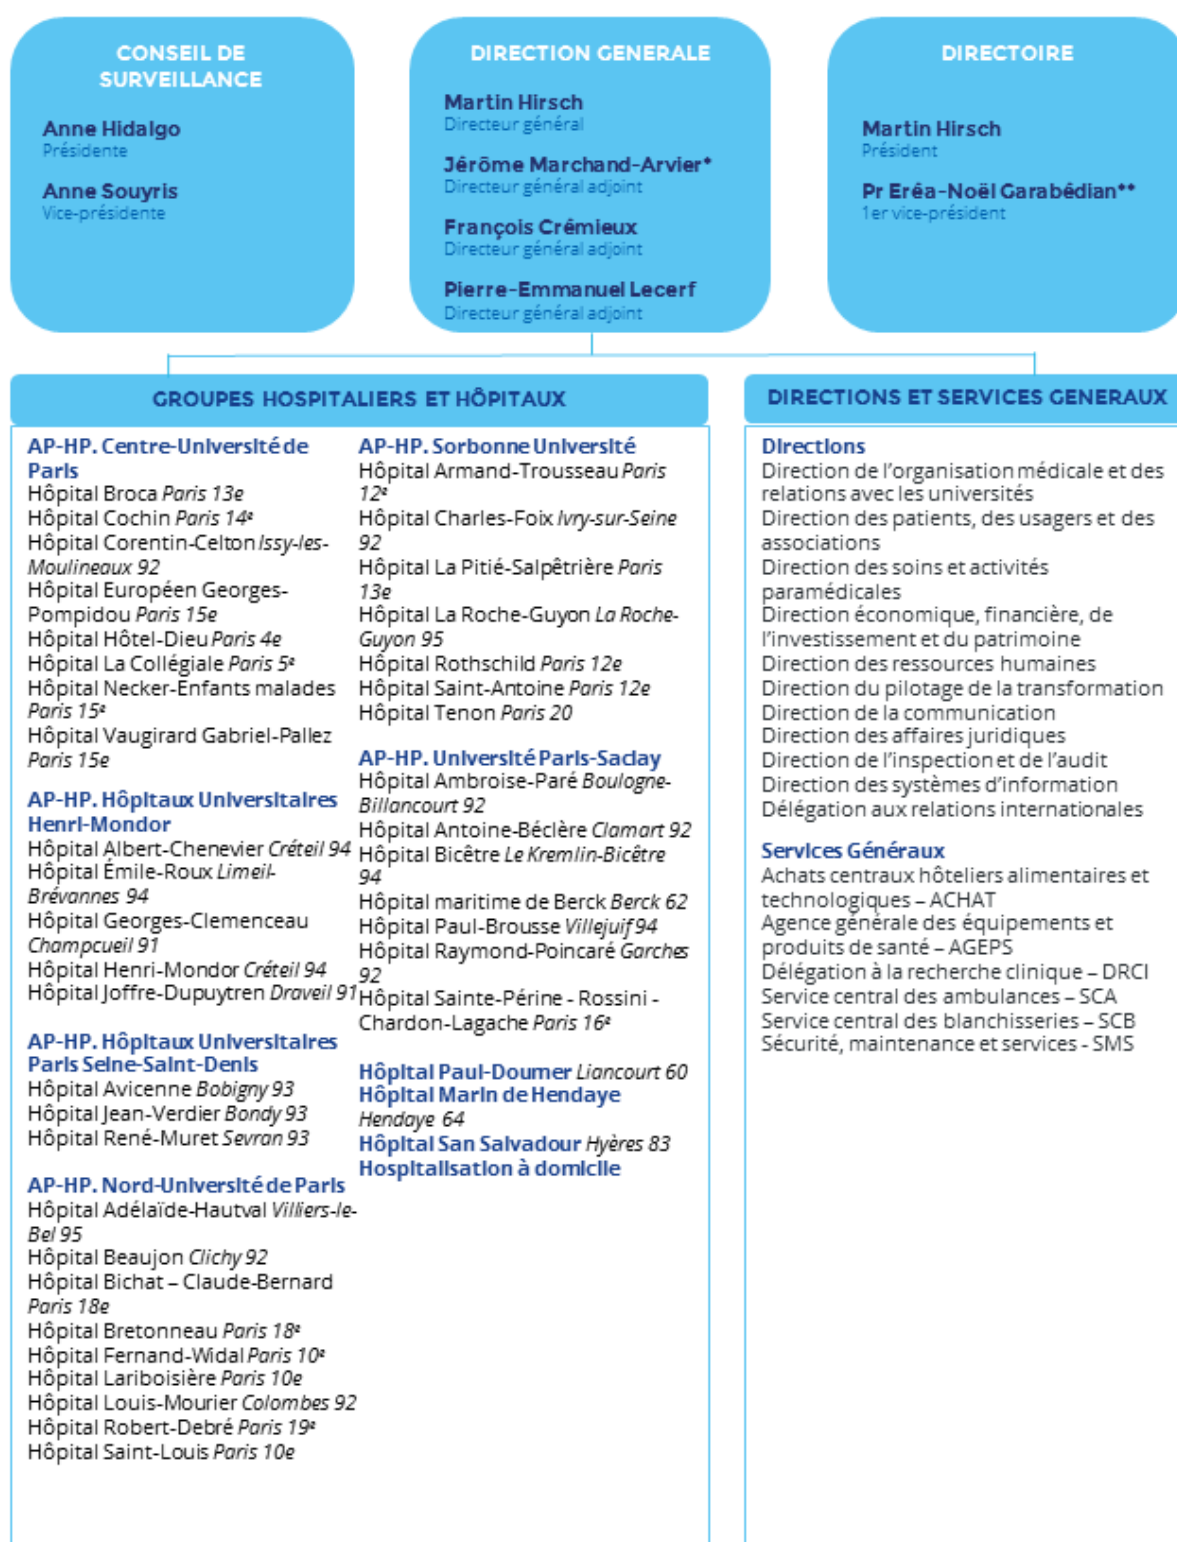 CONSEIL DE
SURVEILLANCE
Anne Hidalgo
Présidente
Anne Souyris
Vice-présidente
DIRECTION GENERALE
Martin Hirsch
Directeur général
Jérôme Marchand-Arvier*
Directeur général adjoint
François Crémieux
Directeur général adjoint
Pierre-Emmanuel Lecerf
Directeur général adjoint
DIRECTOIRE
Martin Hirsch
Président
Pr Eréa-Noël Garabédian**
1er vice-président
GROUPES HOSPITALIERS ET HÔPITAUX
AP-HP. Centre-Université de
Paris
Hôpital Broca Paris 13e
Hôpital Cochin Paris 14e
Hôpital Corentin-Celton Issy-les-
Moulineaux 92
Hôpital Européen Georges-
Pompidou Paris 15e
Hôpital Hôtel-Dieu Paris 4e
Hôpital La Collégiale Paris 5e
Hôpital Necker-Enfants malades
Paris 15e
Hôpital Vaugirard Gabriel-Pallez
Paris 15e
AP-HP. Hôpitaux Universitaires
Henri-Mondor
Hôpital Albert-Chenevier Créteil 94
Hôpital Émile-Roux Limeil-
Brévannes 94
Hôpital Georges-Clemenceau
Champcueil 91
Hôpital Henri-Mondor Créteil 94
Hôpital Joffre-Dupuytren Draveil 91
AP-HP. Hôpitaux Universitaires
Paris Seine-Saint-Denis
Hôpital Avicenne Bobigny 93
Hôpital Jean-Verdier Bondy 93
Hôpital René-Muret Sevran 93
AP-HP. Nord-Université de Paris
Hôpital Adélaïde-Hautval Villiers-le-
Bel 95
Hôpital Beaujon Clichy 92
Hôpital Bichat – Claude-Bernard
Paris 18e
Hôpital Bretonneau Paris 18e
Hôpital Fernand-Widal Paris 10e
Hôpital Lariboisière Paris 10e
Hôpital Louis-Mourier Colombes 92
Hôpital Robert-Debré Paris 19e
Hôpital Saint-Louis Paris 10e
AP-HP. Sorbonne Université
Hôpital Armand-Trousseau Paris
12e
Hôpital Charles-Foix Ivry-sur-Seine
92
Hôpital La Pitié-Salpêtrière Paris
13e
Hôpital La Roche-Guyon La Roche-
Guyon 95
Hôpital Rothschild Paris 12e
Hôpital Saint-Antoine Paris 12e
Hôpital Tenon Paris 20
AP-HP. Université Paris-Saclay
Hôpital Ambroise-Paré Boulogne-
Billancourt 92
Hôpital Antoine-Béclère Clamart 92
Hôpital Bicêtre Le Kremlin-Bicêtre
94
Hôpital maritime de Berck Berck 62
Hôpital Paul-Brousse Villejuif 94
Hôpital Raymond-Poincaré Garches
92
Hôpital Sainte-Périne - Rossini -
Chardon-Lagache Paris 16e
Hôpital Paul-Doumer Liancourt 60
Hôpital Marin de Hendaye
Hendaye 64
Hôpital San Salvadour Hyères 83
Hospitalisation à domicile
DIRECTIONS ET SERVICES GENERAUX
Directions
Direction de l'organisation médicale et des
relations avec les universités
Direction des patients, des usagers et des
associations
Direction des soins et activités
paramédicales
Direction économique, financière, de
l'investissement et du patrimoine
Direction des ressources humaines
Direction du pilotage de la transformation
Direction de la communication
Direction des affaires juridiques
Direction de l'inspection et de l'audit
Direction des systèmes d'information
Délégation aux relations internationales
Services Généraux
Achats centraux hôteliers alimentaires et
technologiques – ACHAT
Agence générale des équipements et
produits de santé – AGEPS
Délégation à la recherche clinique – DRCI
Service central des ambulances – SCA
Service central des blanchisseries – SCB
Sécurité, maintenance et services - SMS